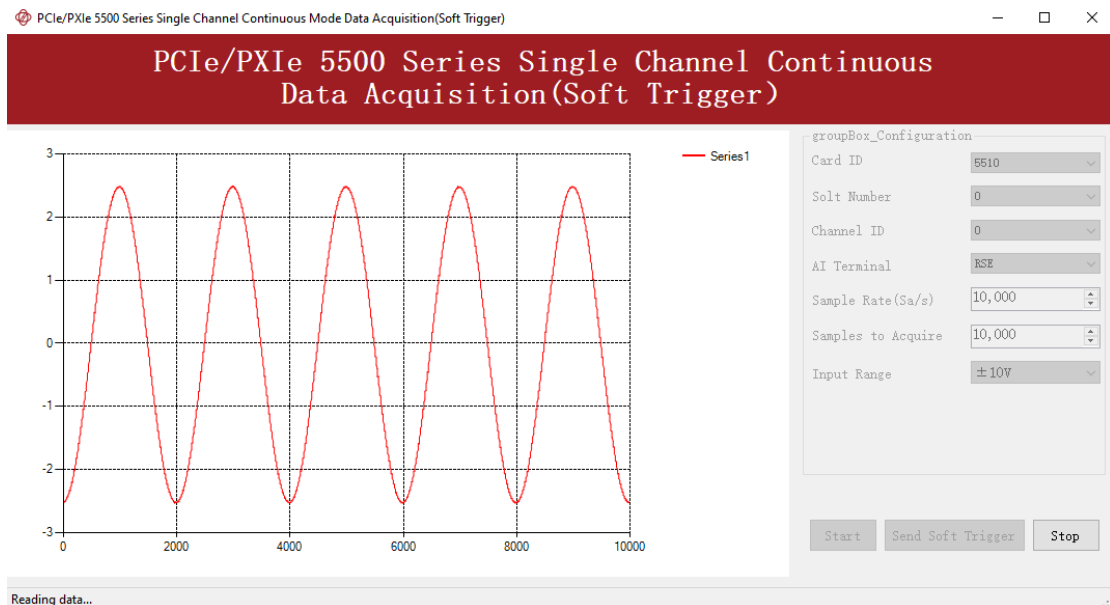 PCIe/PXIe 5500 Series Single Channel Continuous Mode Data Acquisition(Soft Trigger)
PCIe/PXIe 5500 Series Single Channel Continuous
Data Acquisition(Soft Trigger)
3
2
1
0
-1
-2
-3
0 2000 4000 6000 8000 10000
Series1
groupBox_Configuration
Card ID 5510
Solt Number 0
Channel ID 0
AI Terminal RSE
Sample Rate(Sa/s) 10,000
Samples to Acquire 10,000
Input Range ±10V
Start Send Soft Trigger Stop
Reading data...